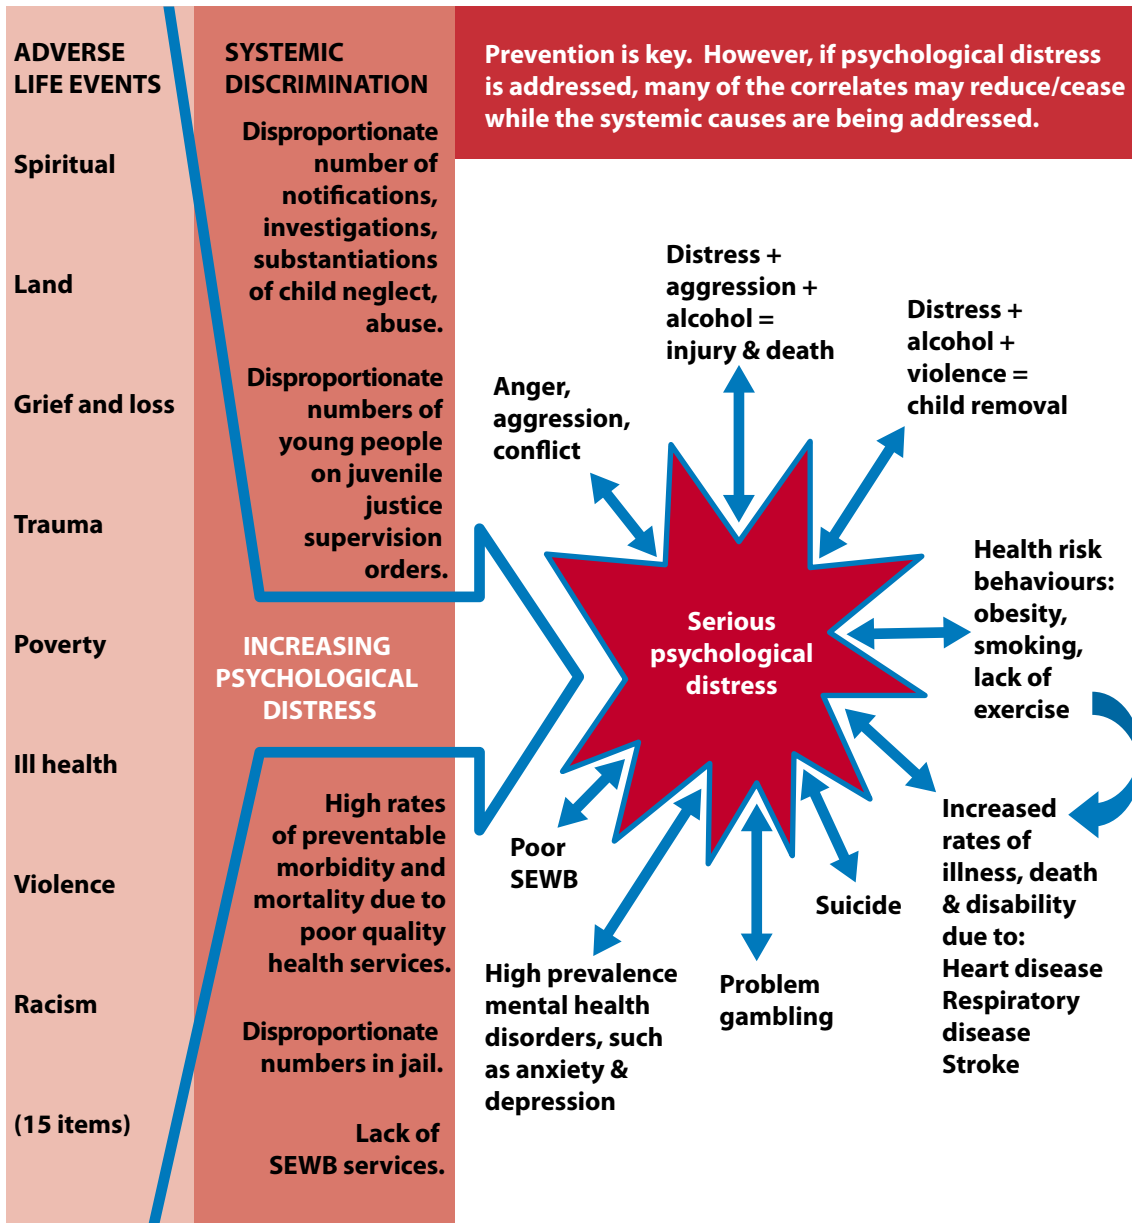 ADVERSE
LIFE EVENTS
Spiritual
Land
Grief and loss
Trauma
Poverty
Ill health
Violence
Racism
(15 items)
SYSTEMIC
DISCRIMINATION
Disproportionate
number of
notifications,
investigations,
substantiations
of child neglect,
abuse.
Disproportionate
numbers of
young people
on juvenile
justice
supervision
orders.
INCREASING
PSYCHOLOGICAL
DISTRESS
High rates
of preventable
morbidity and
mortality due to
poor quality
health services.
Disproportionate
numbers in jail.
Lack of
SEWB services.
Prevention is key. However, if psychological distress
is addressed, many of the correlates may reduce/cease
while the systemic causes are being addressed.
Anger,
aggression,
conflict
Distress +
aggression +
alcohol =
injury & death
Distress +
alcohol +
violence =
child removal
Serious
psychological
distress
Health risk
behaviours:
obesity,
smoking,
lack of
exercise
Increased
rates of
illness, death
& disability
due to:
Heart disease
Respiratory
disease
Stroke
Suicide
Problem
gambling
High prevalence
mental health
disorders, such
as anxiety &
depression
Poor
SEWB